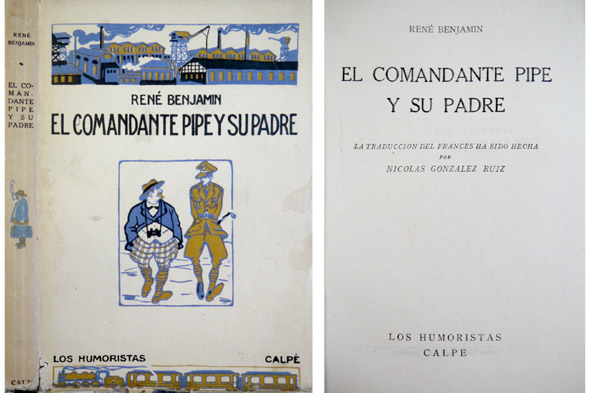 RENÉ
BENJAMIN
EL CO-
MAN-
DANTE
PIPE
Y SU
PADRE
RENÉ BENJAMIN
EL COMANDANTE PIPE Y SU PADRE
LOS HUMORISTAS CALPÉ
RENÉ BENJAMIN
EL COMANDANTE PIPE
Y SU PADRE
LA TRADUCCION DEL FRANCES HA SIDO HECHA
POR
NICOLAS GONZALEZ RUIZ
LOS HUMORISTAS
CALPE